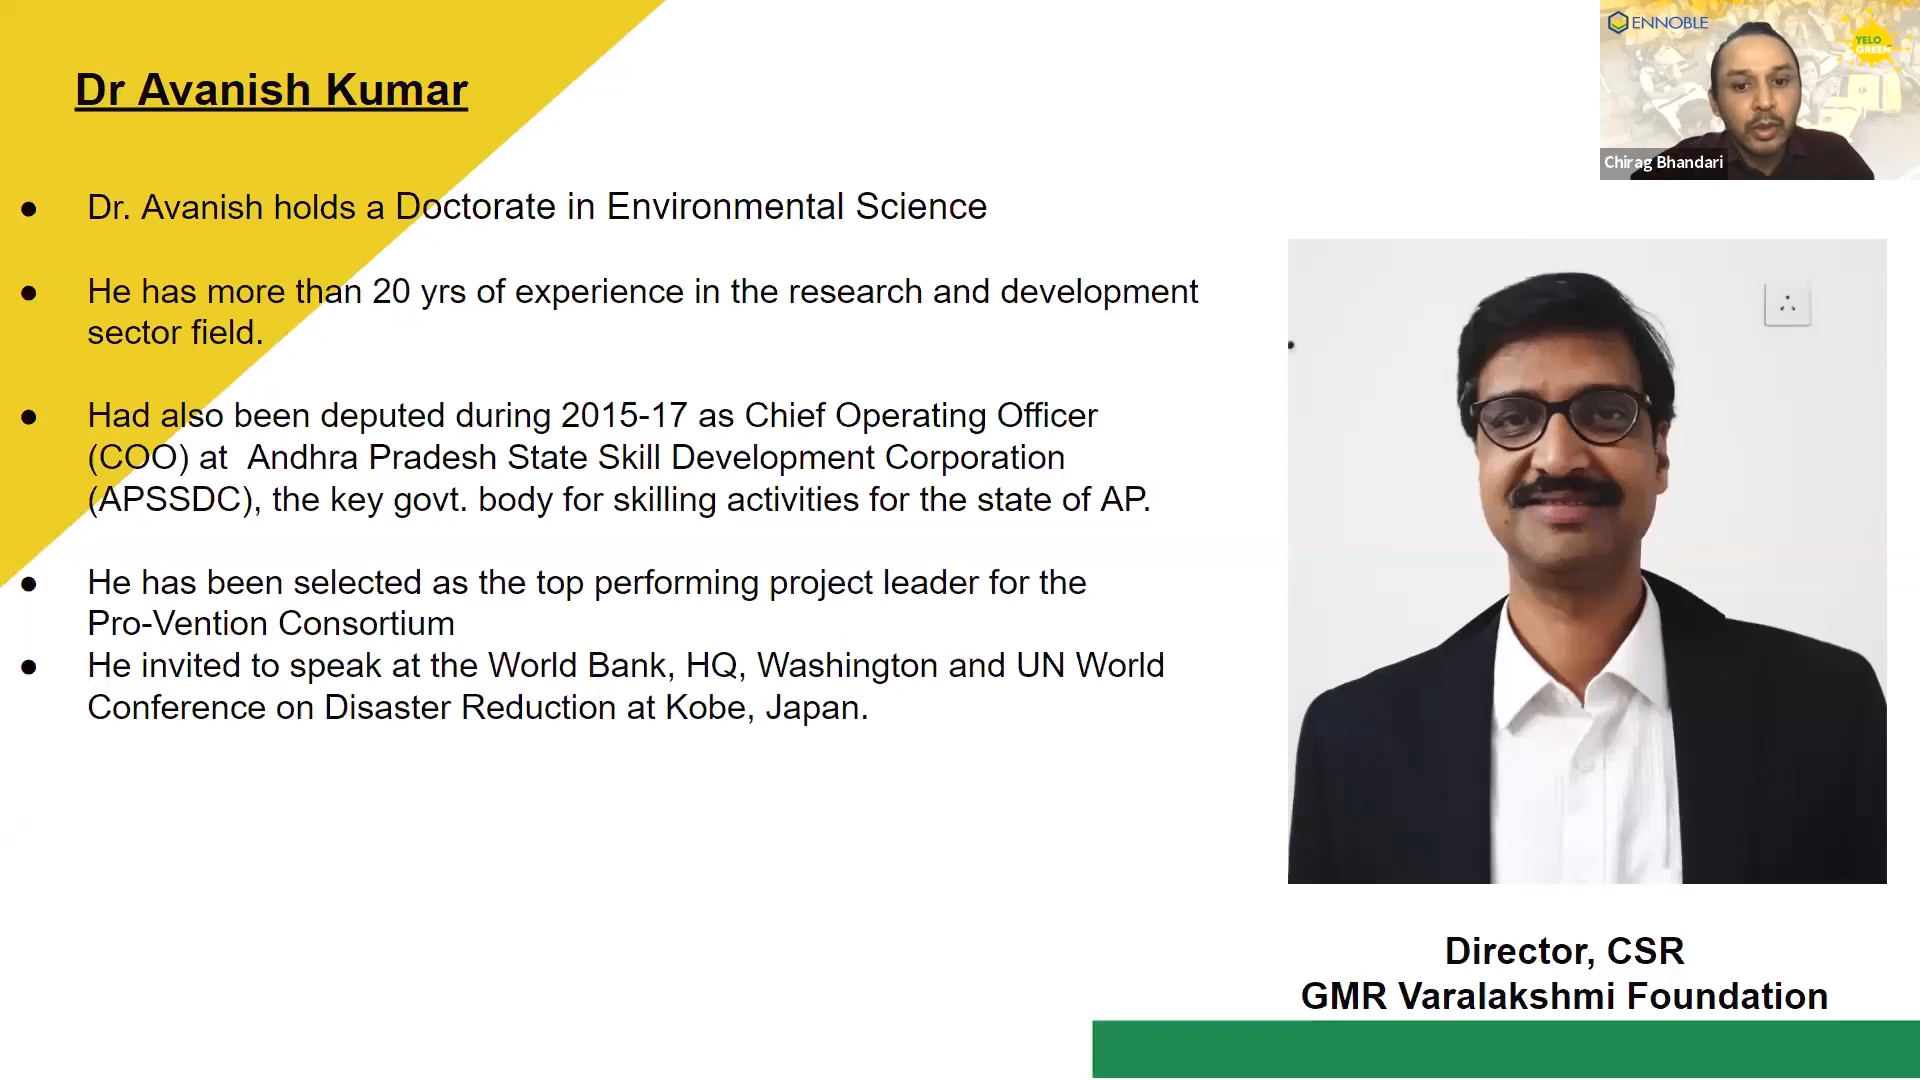 Dr Avanish Kumar
● Dr. Avanish holds a Doctorate in Environmental Science
● He has more than 20 yrs of experience in the research and development
sector field.
● Had also been deputed during 2015-17 as Chief Operating Officer
(COO) at  Andhra Pradesh State Skill Development Corporation
(APSSDC), the key govt. body for skilling activities for the state of AP.
● He has been selected as the top performing project leader for the
Pro-Vention Consortium
● He invited to speak at the World Bank, HQ, Washington and UN World
Conference on Disaster Reduction at Kobe, Japan.
ENNOBLE
YELO
GREEN
Chirag Bhandari
Director, CSR
GMR Varalakshmi Foundation